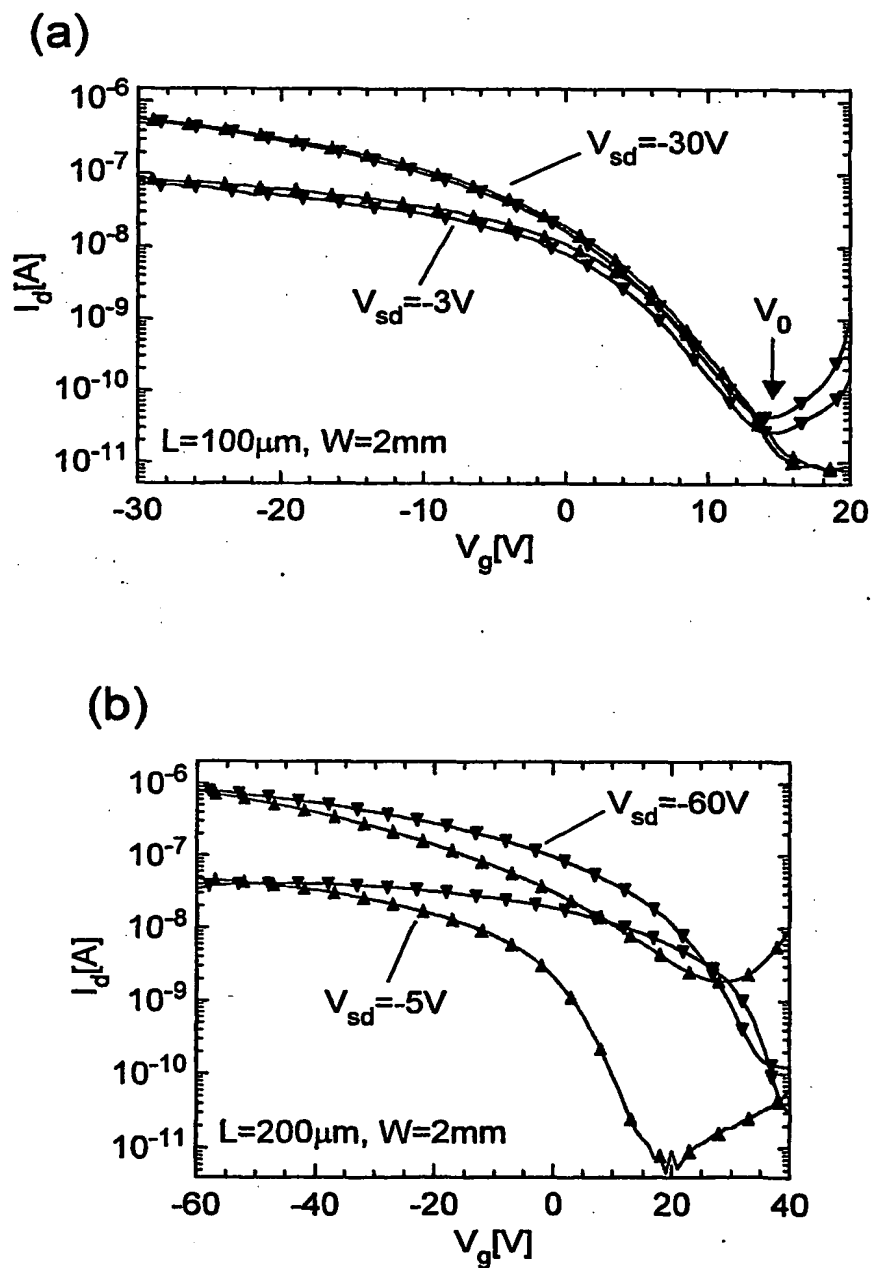 (a)
10^-6
10^-7
10^-8
10^-9
10^-10
10^-11
I_d[A]
V_sd=-30V
V_sd=-3V
V_0
L=100μm, W=2mm
-30 -20 -10 0 10 20
V_g[V]
(b)
10^-6
10^-7
10^-8
10^-9
10^-10
10^-11
I_d[A]
V_sd=-60V
V_sd=-5V
L=200μm, W=2mm
-60 -40 -20 0 20 40
V_g[V]